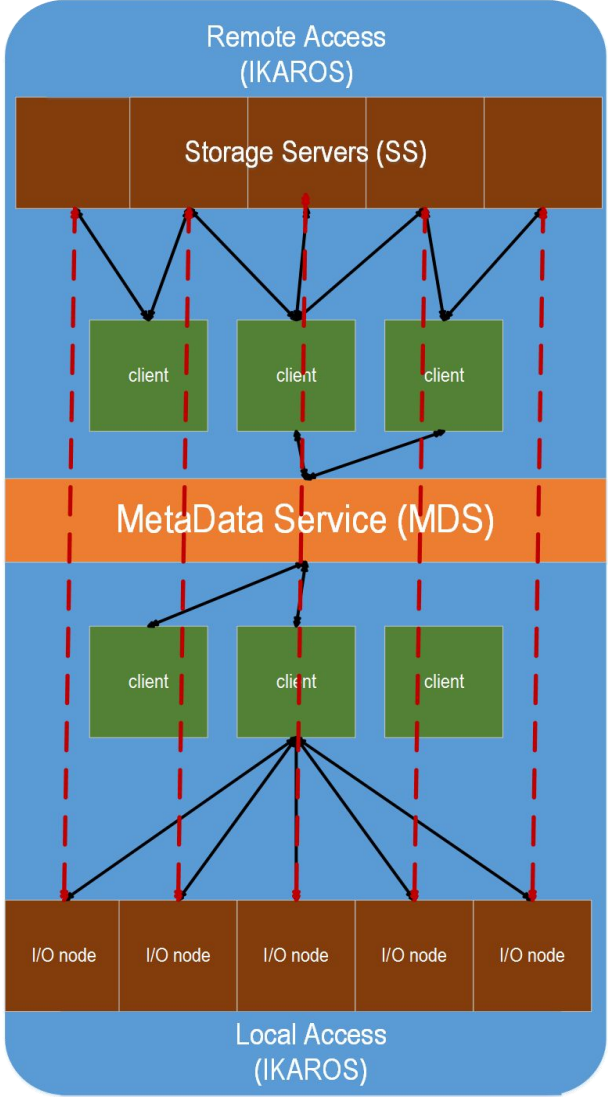 Remote Access
(IKAROS)
Storage Servers (SS)
client
client
client
MetaData Service (MDS)
client
client
client
I/O node
I/O node
I/O node
I/O node
I/O node
Local Access
(IKAROS)